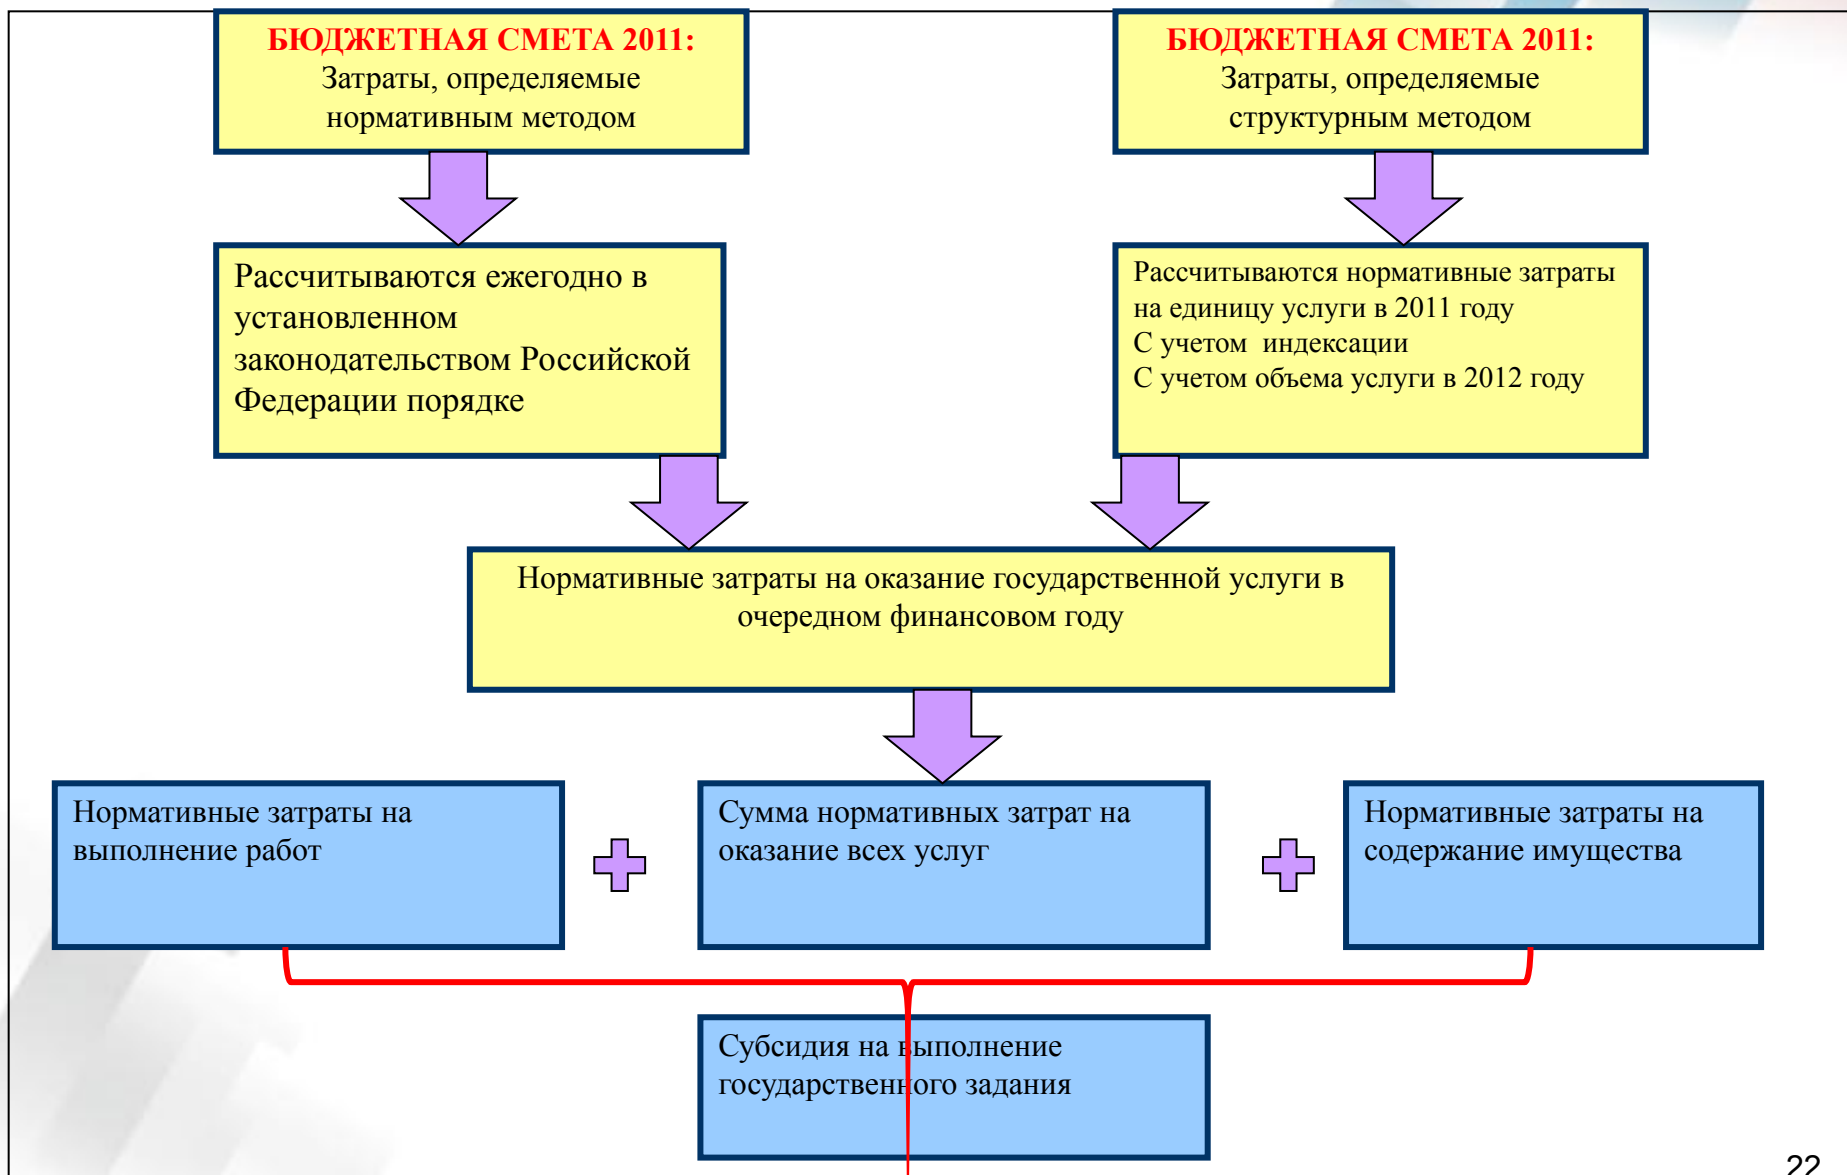 БЮДЖЕТНАЯ СМЕТА 2011:
Затраты, определяемые
нормативным методом
БЮДЖЕТНАЯ СМЕТА 2011:
Затраты, определяемые
структурным методом
Рассчитываются ежегодно в
установленном
законодательством Российской
Федерации порядке
Рассчитываются нормативные затраты
на единицу услуги в 2011 году
С учетом индексации
С учетом объема услуги в 2012 году
Нормативные затраты на оказание государственной услуги в
очередном финансовом году
Нормативные затраты на
выполнение работ
Сумма нормативных затрат на
оказание всех услуг
Нормативные затраты на
содержание имущества
Субсидия на выполнение
государственного задания
22